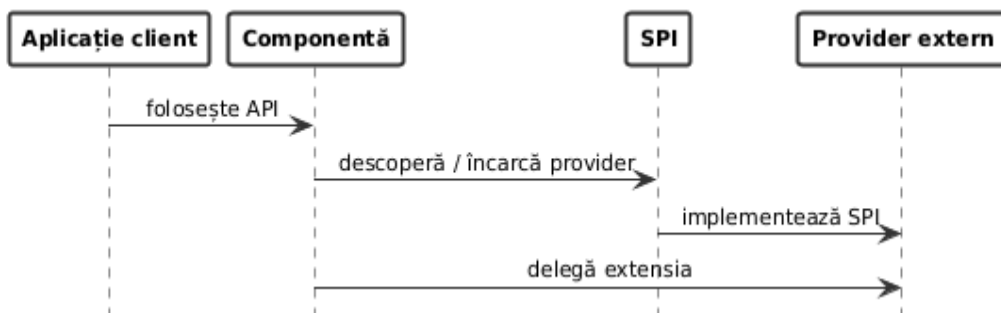 Aplicație client
Componentă
SPI
Provider extern
folosește API
descoperă / încarcă provider
implementează SPI
delegă extensia